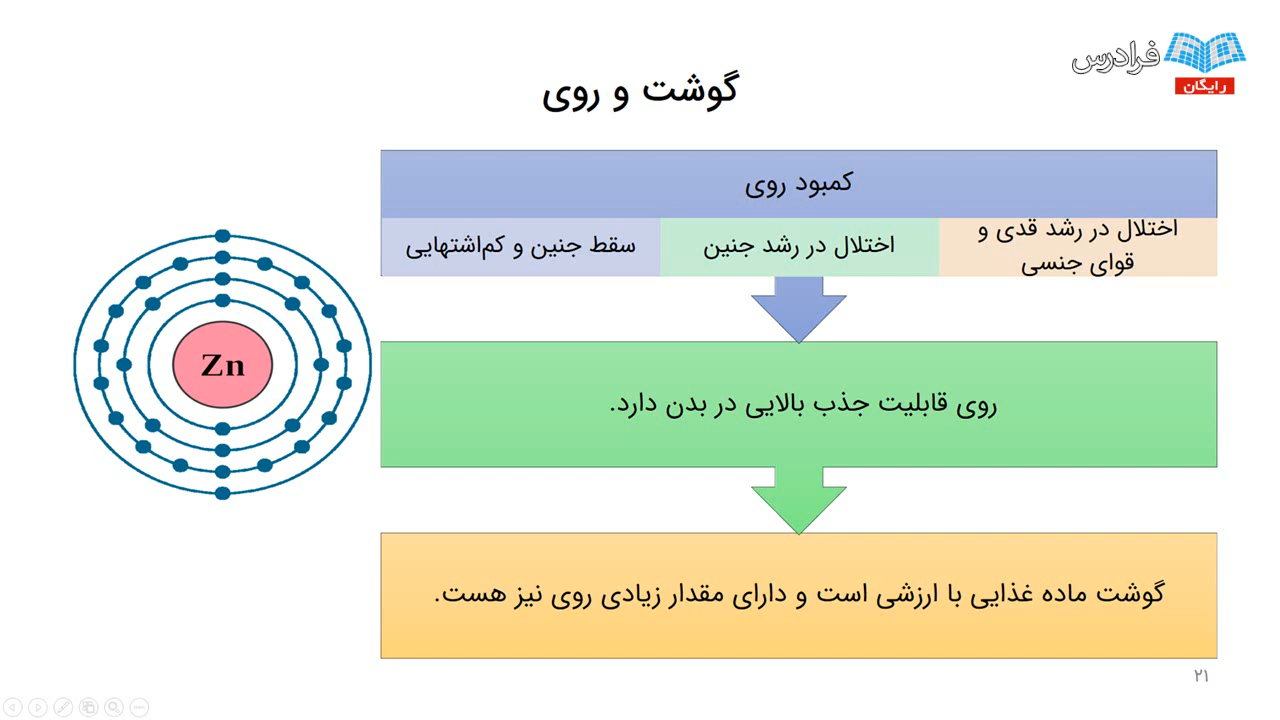 فرادرس
رایگان
گوشت و روی
کمبود روی
اختلال در رشد قدی و
قوای جنسی
اختلال در رشد جنین
سقط جنین و کم‌اشتهایی
Zn
روی قابلیت جذب بالایی در بدن دارد.
گوشت ماده غذایی با ارزشی است و دارای مقدار زیادی روی نیز هست.
۲۱